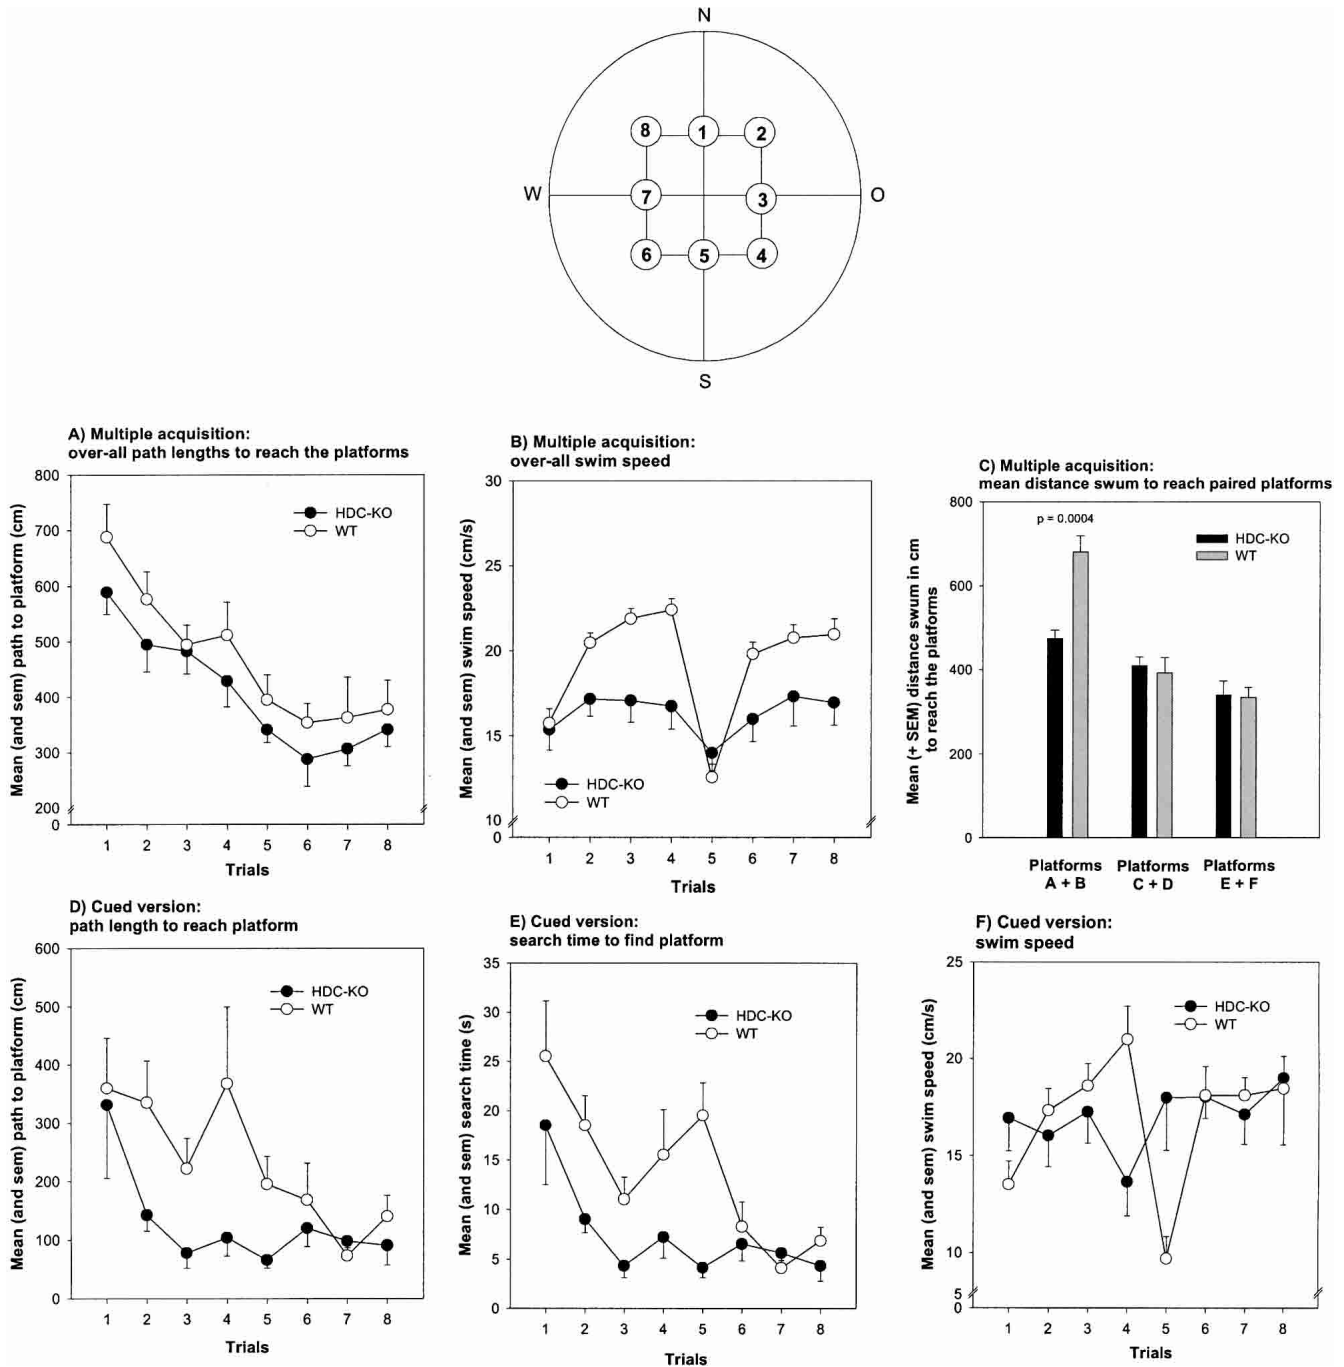 N
8 1 2
W 7 3 O
6 5 4
S
A) Multiple acquisition:
over-all path lengths to reach the platforms
Mean (and sem) path to platform (cm)
800
700
600
500
400
300
200
0
HDC-KO
WT
1 2 3 4 5 6 7 8
Trials
B) Multiple acquisition:
over-all swim speed
Mean (and sem) swim speed (cm/s)
30
25
20
15
10
0
HDC-KO
WT
1 2 3 4 5 6 7 8
Trials
C) Multiple acquisition:
mean distance swum to reach paired platforms
Mean (+ SEM) distance swum in cm
to reach the platforms
800
600
400
200
0
p = 0.0004
HDC-KO
WT
Platforms Platforms Platforms
A + B C + D E + F
D) Cued version:
path length to reach platform
Mean (and sem) path to platform (cm)
600
500
400
300
200
100
0
HDC-KO
WT
1 2 3 4 5 6 7 8
Trials
E) Cued version:
search time to find platform
Mean (and sem) search time (s)
35
30
25
20
15
10
5
0
HDC-KO
WT
1 2 3 4 5 6 7 8
Trials
F) Cued version:
swim speed
Mean (and sem) swim speed (cm/s)
25
20
15
10
5
0
HDC-KO
WT
1 2 3 4 5 6 7 8
Trials